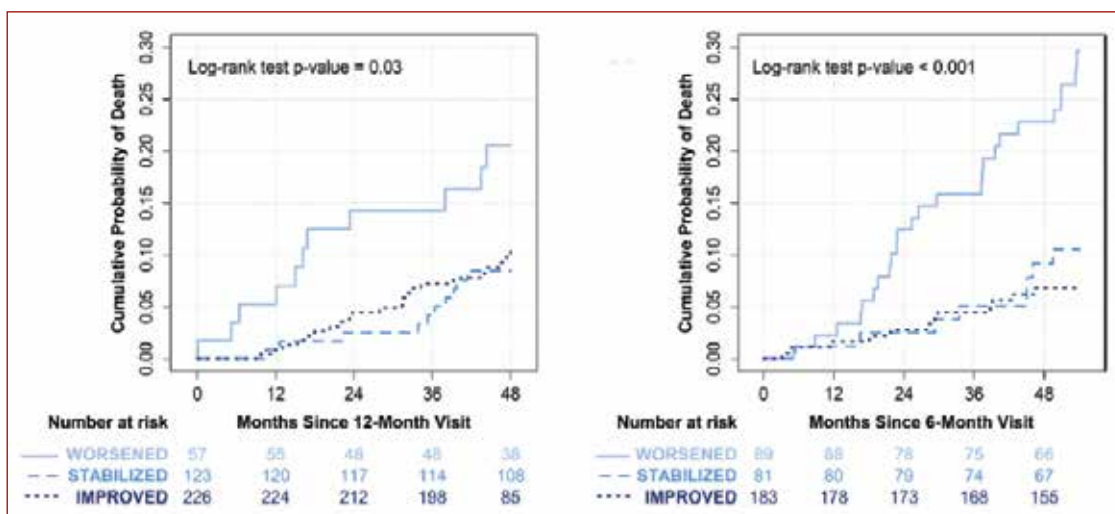 Log-rank test p-value = 0.03
Cumulative Probability of Death
0.30
0.25
0.20
0.15
0.10
0.05
0.00
0 12 24 36 48
Number at risk Months Since 12-Month Visit
WORSENED 57 55 48 48 38
STABILIZED 123 120 117 114 108
IMPROVED 226 224 212 198 85
Log-rank test p-value < 0.001
Cumulative Probability of Death
0.30
0.25
0.20
0.15
0.10
0.05
0.00
0 12 24 36 48
Number at risk Months Since 6-Month Visit
WORSENED 89 88 78 75 66
STABILIZED 81 80 79 74 67
IMPROVED 183 178 173 168 155